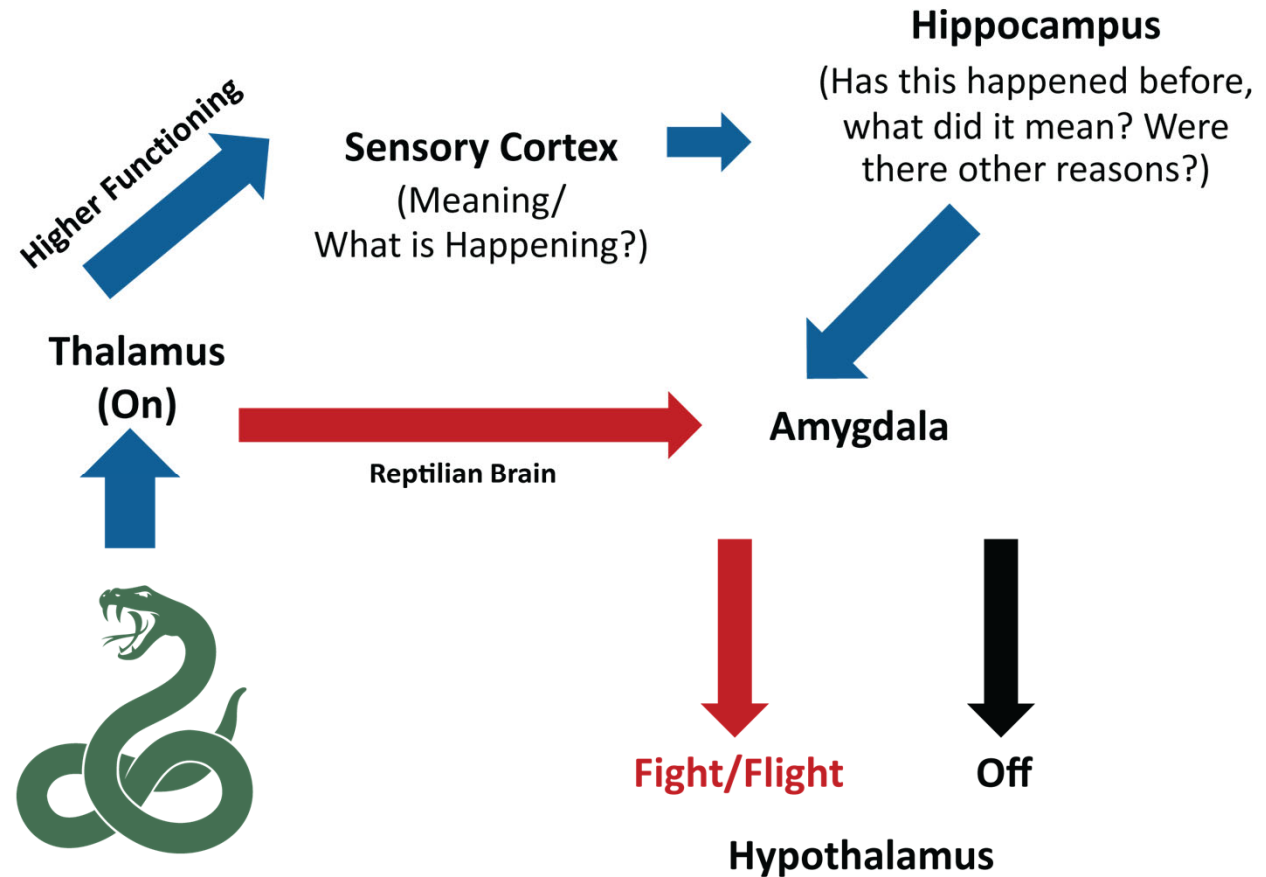 Hippocampus
(Has this happened before,
what did it mean? Were
there other reasons?)
Higher Functioning
Sensory Cortex
(Meaning/
What is Happening?)
Thalamus
(On)
Reptilian Brain
Amygdala
Fight/Flight
Off
Hypothalamus